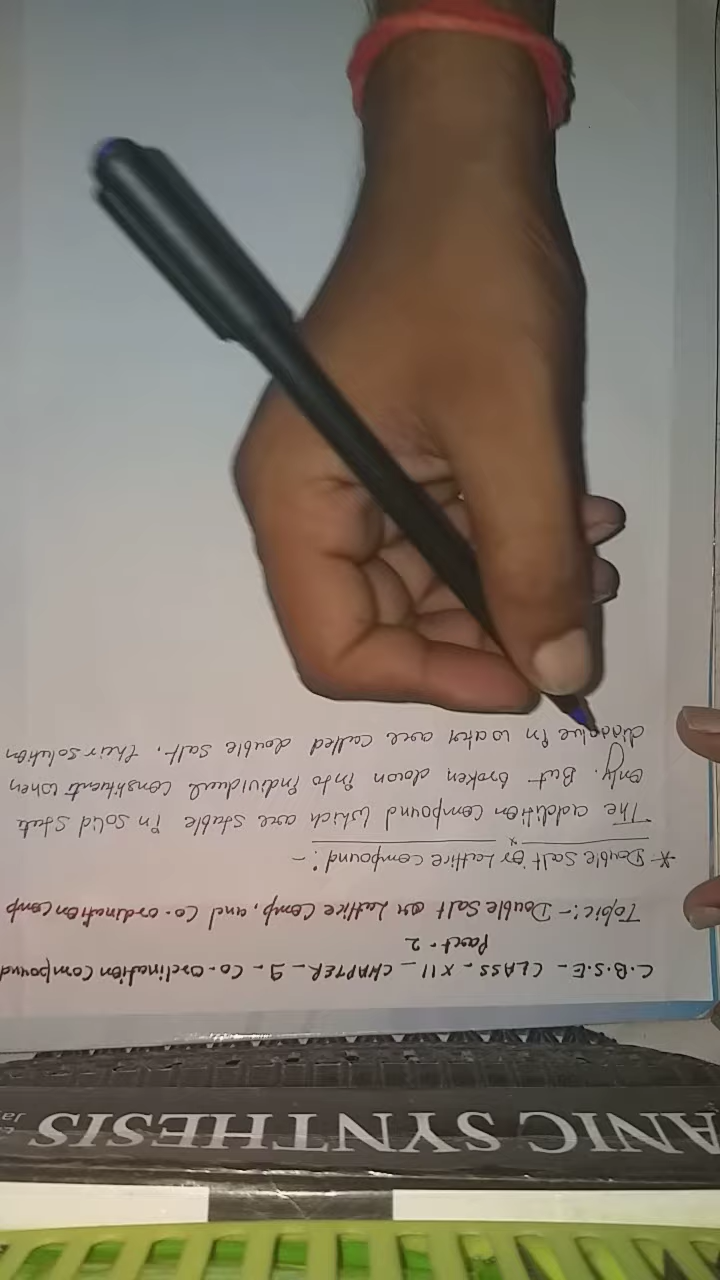 C.B.S.E - CLASS - XII - CHAPTER - 9 - Co-ordination Compound
Part - 2
Topic :- Double Salt or Lattice Comp, and Co-ordination Comp
* Double Salt or Lattice compound :-
The addition Compound Which are stable in solid State
only. But broken down into individual Constituent when
dissolve in water are called double salt. their solution
ANIC SYNTHESIS